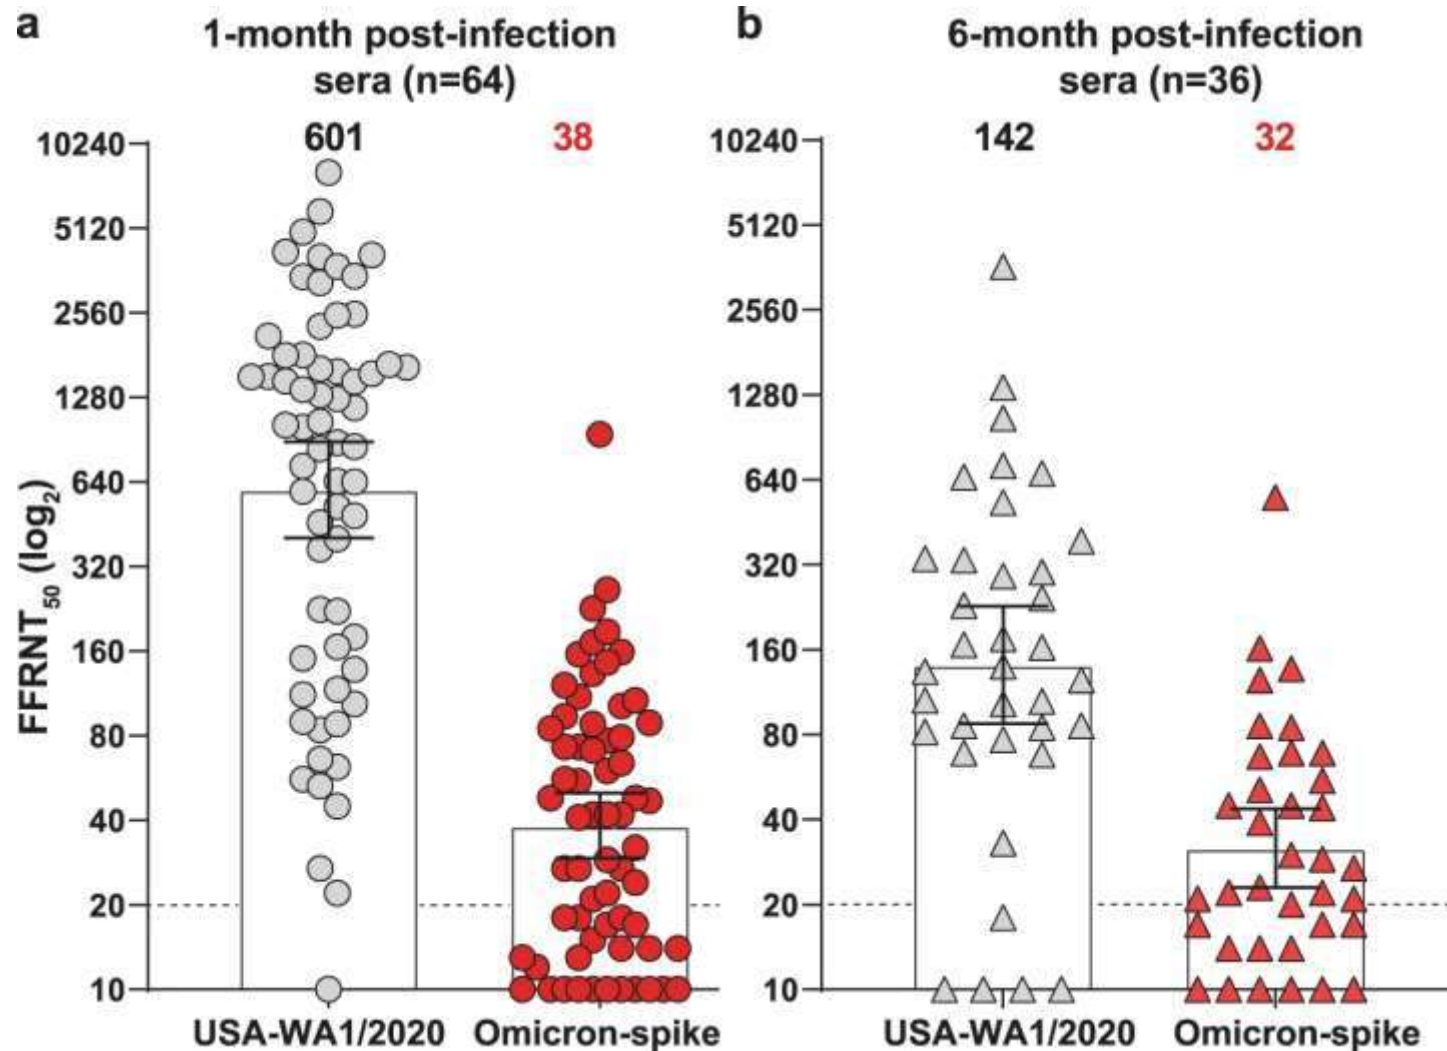 a
1-month post-infection
sera (n=64)
601
38
10240
5120
2560
1280
640
320
160
80
40
20
10
FFRNT50 (log2)
USA-WA1/2020
Omicron-spike
b
6-month post-infection
sera (n=36)
142
32
10240
5120
2560
1280
640
320
160
80
40
20
10
USA-WA1/2020
Omicron-spike